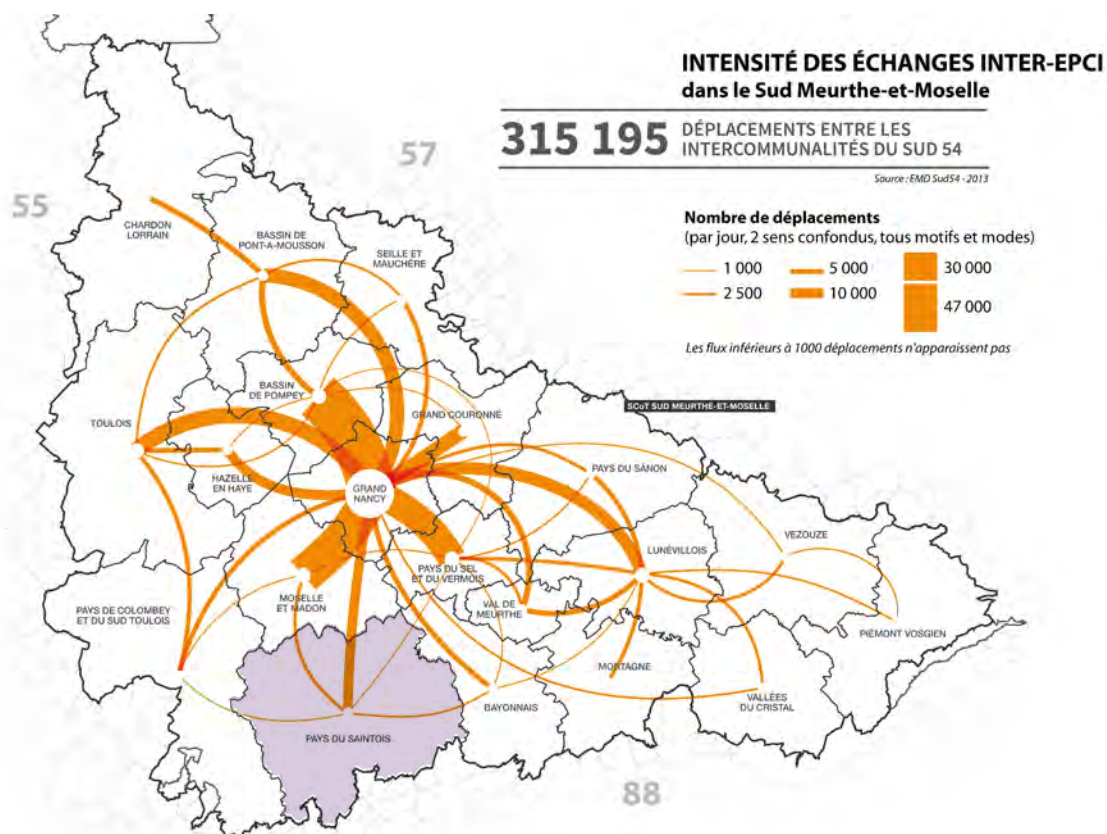 INTENSITÉ DES ÉCHANGES INTER-EPCI
dans le Sud Meurthe-et-Moselle
315 195
DÉPLACEMENTS ENTRE LES
INTERCOMMUNALITÉS DU SUD 54
Source : EMD Sud54 - 2013
Nombre de déplacements
(par jour, 2 sens confondus, tous motifs et modes)
1 000
5 000
30 000
2 500
10 000
47 000
Les flux inférieurs à 1000 déplacements n'apparaissent pas
57
55
CHARDON
LORRAIN
BASSIN DE
PONT-A-MOUSSON
SEILLE ET
MAUCHÈRE
BASSIN
DE POMPEY
GRAND COURONNÉ
SCoT SUD MEURTHE-ET-MOSELLE
TOULOIS
HAZELLE
EN HAYE
GRAND
NANCY
PAYS DU SÂNON
VEZOUZE
LUNÉVILLOIS
PAYS DU SEL
ET DU VERMOIS
MOSELLE
ET MADON
VAL DE
MEURTHE
PAYS DE COLOMBEY
ET DU SUD TOULOIS
PIÉMONT VOSGIEN
MORTAGNE
VALLÉES
DU CRISTAL
BAYONNAIS
PAYS DU SAINTOIS
88